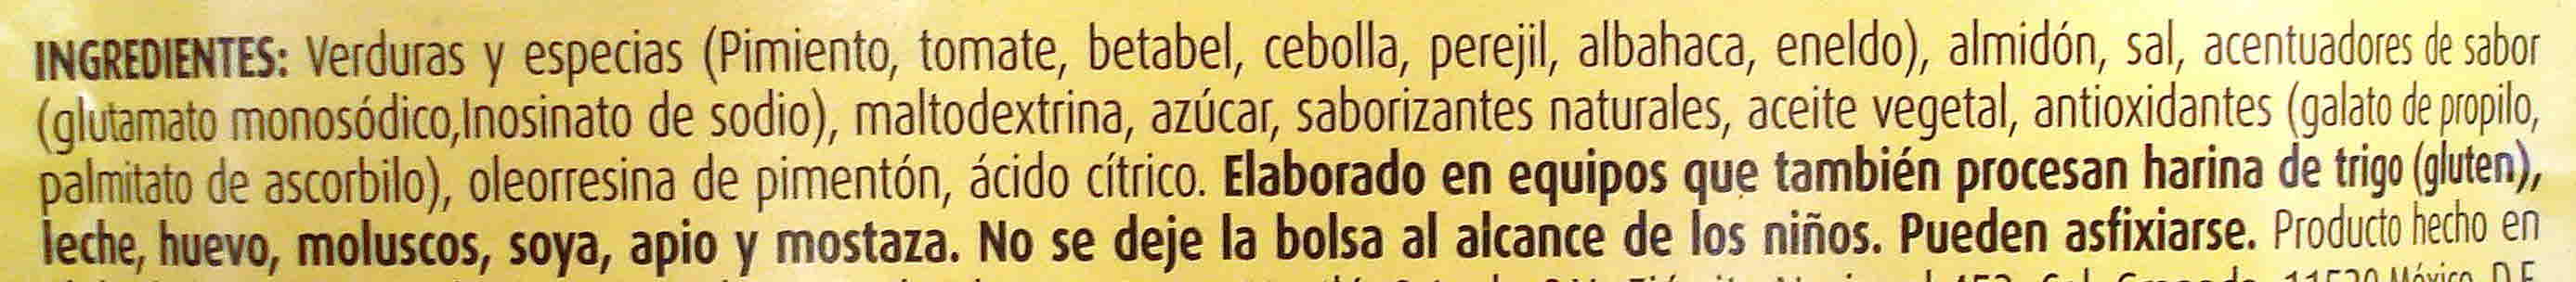 INGREDIENTES: Verduras y especias (Pimiento, tomate, betabel, cebolla, perejil, albahaca, eneldo), almidón, sal, acentuadores de sabor
(glutamato monosódico,Inosinato de sodio), maltodextrina, azúcar, saborizantes naturales, aceite vegetal, antioxidantes (galato de propilo,
palmitato de ascorbilo), oleorresina de pimentón, ácido cítrico. Elaborado en equipos que también procesan harina de trigo (gluten),
leche, huevo, moluscos, soya, apio y mostaza. No se deje la bolsa al alcance de los niños. Pueden asfixiarse. Producto hecho en